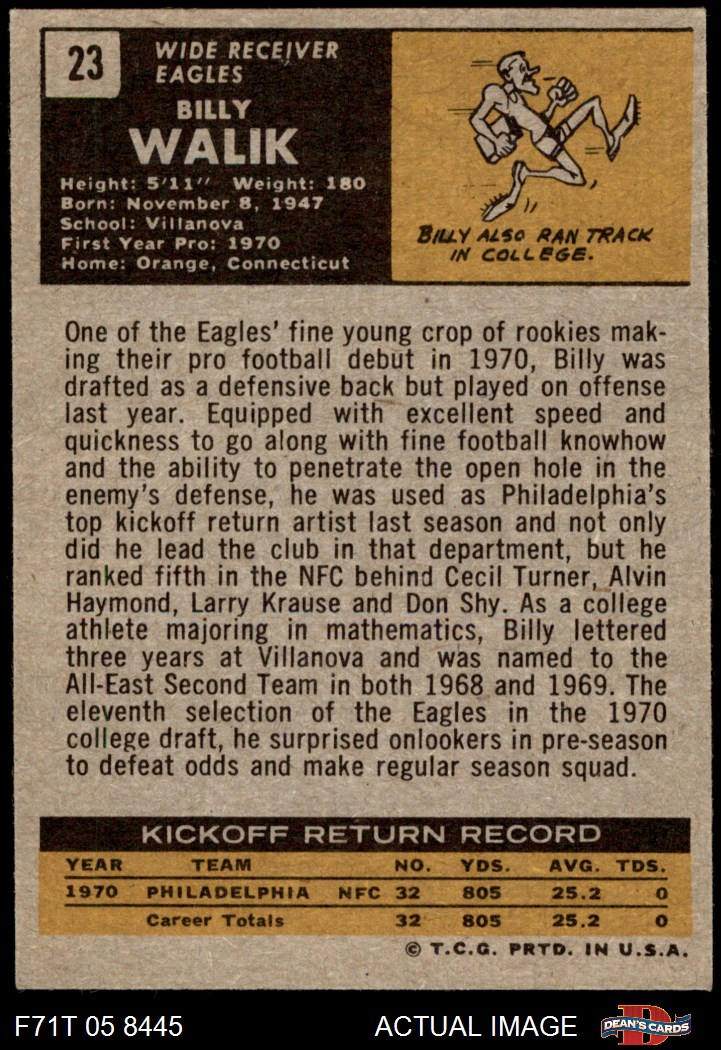 23
WIDE RECEIVER
EAGLES
BILLY
WALIK
Height: 5'11" Weight: 180
Born: November 8, 1947
School: Villanova
First Year Pro: 1970
Home: Orange, Connecticut
BILLY ALSO RAN TRACK
IN COLLEGE.
One of the Eagles' fine young crop of rookies mak-
ing their pro football debut in 1970, Billy was
drafted as a defensive back but played on offense
last year. Equipped with excellent speed and
quickness to go along with fine football knowhow
and the ability to penetrate the open hole in the
enemy's defense, he was used as Philadelphia's
top kickoff return artist last season and not only
did he lead the club in that department, but he
ranked fifth in the NFC behind Cecil Turner, Alvin
Haymond, Larry Krause and Don Shy. As a college
athlete majoring in mathematics, Billy lettered
three years at Villanova and was named to the
All-East Second Team in both 1968 and 1969. The
eleventh selection of the Eagles in the 1970
college draft, he surprised onlookers in pre-season
to defeat odds and make regular season squad.
KICKOFF RETURN RECORD
YEAR TEAM NO. YDS. AVG. TDS.
1970 PHILADELPHIA NFC 32 805 25.2 0
Career Totals 32 805 25.2 0
© T.C.G. PRTD. IN U.S.A.
F71T 05 8445 ACTUAL IMAGE D DEAN'S CARDS